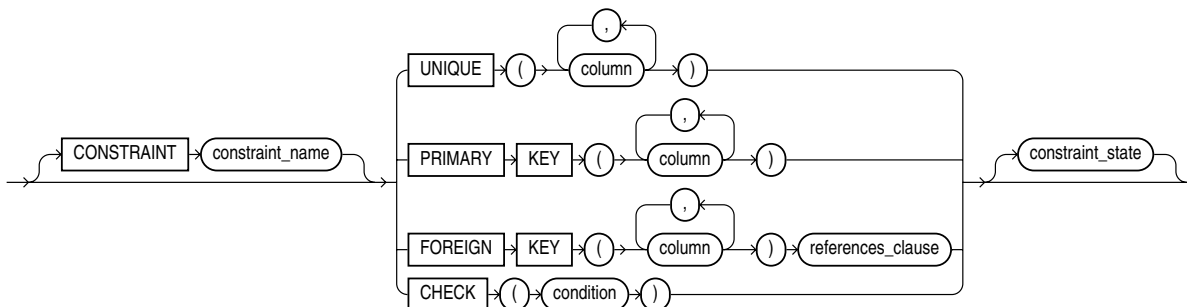 ,
UNIQUE ( column )
,
CONSTRAINT constraint_name PRIMARY KEY ( column ) constraint_state
,
FOREIGN KEY ( column ) references_clause
CHECK ( condition )